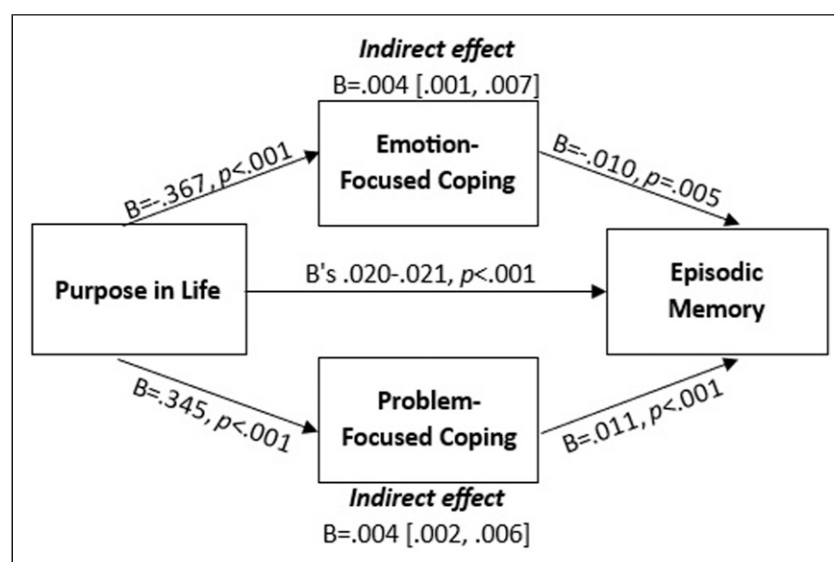 Indirect effect
B=.004 [.001, .007]
Emotion-
Focused Coping
B=-.367, p<.001
B=-.010, p=.005
Purpose in Life
B's .020-.021, p<.001
Episodic
Memory
B=.345, p<.001
Problem-
Focused Coping
B=.011, p<.001
Indirect effect
B=.004 [.002, .006]